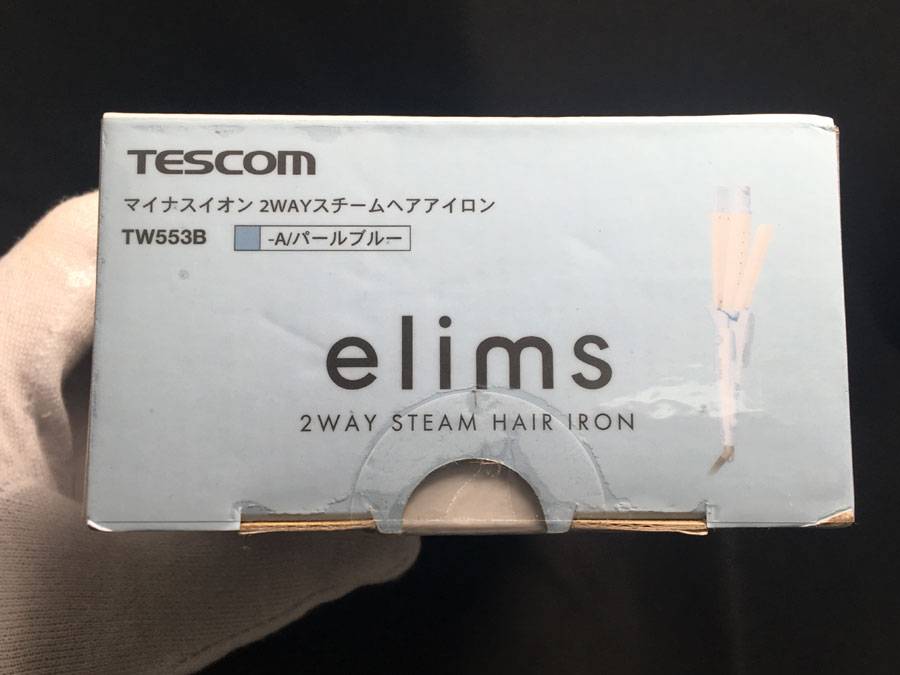 TESCOM
マイナスイオン 2WAYスチームヘアアイロン
TW553B -A/パールブルー
elims
2WAY STEAM HAIR IRON